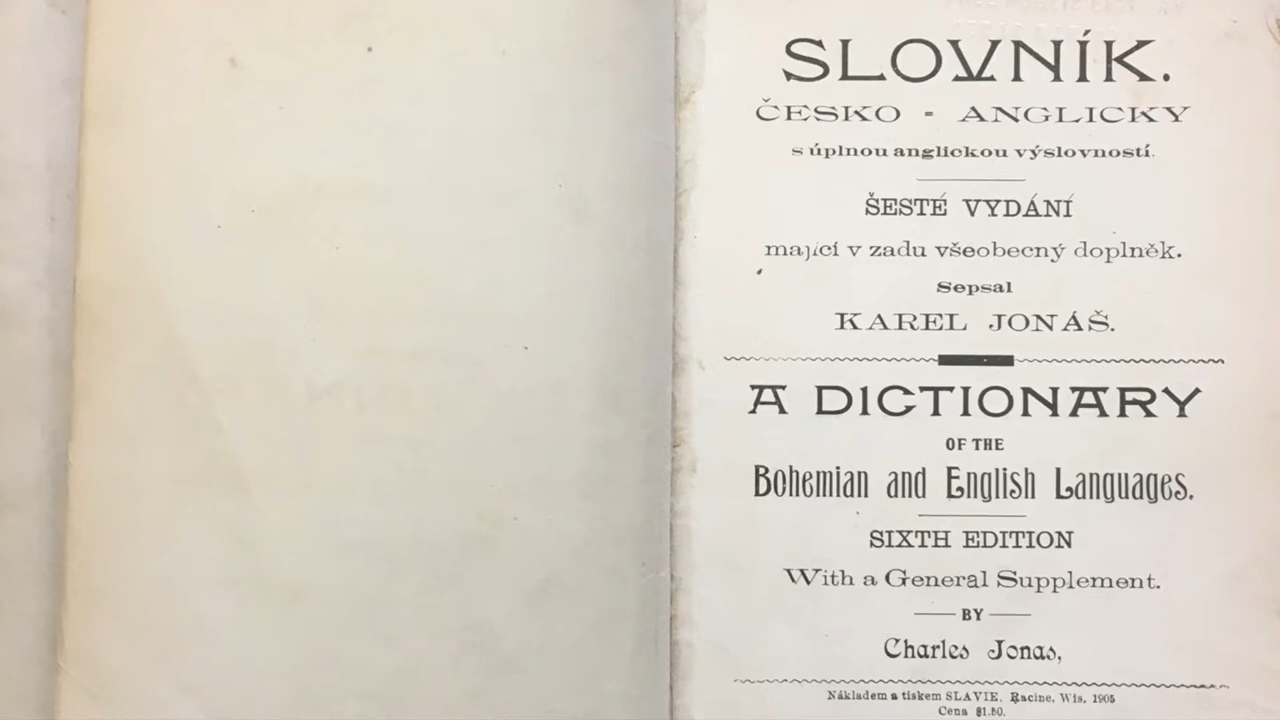 SLOVNÍK.
ČESKO - ANGLICKY
s úplnou anglickou výslovností.
ŠESTÉ VYDÁNÍ
mající v zadu všeobecný doplněk.
Sepsal
KAREL JONÁŠ.
A DICTIONARY
OF THE
Bohemian and English Languages.
SIXTH EDITION
With a General Supplement.
BY
Charles Jonas,
Nákladem a tiskem SLAVIE, Racine, Wis, 1905
Cena $1.50.